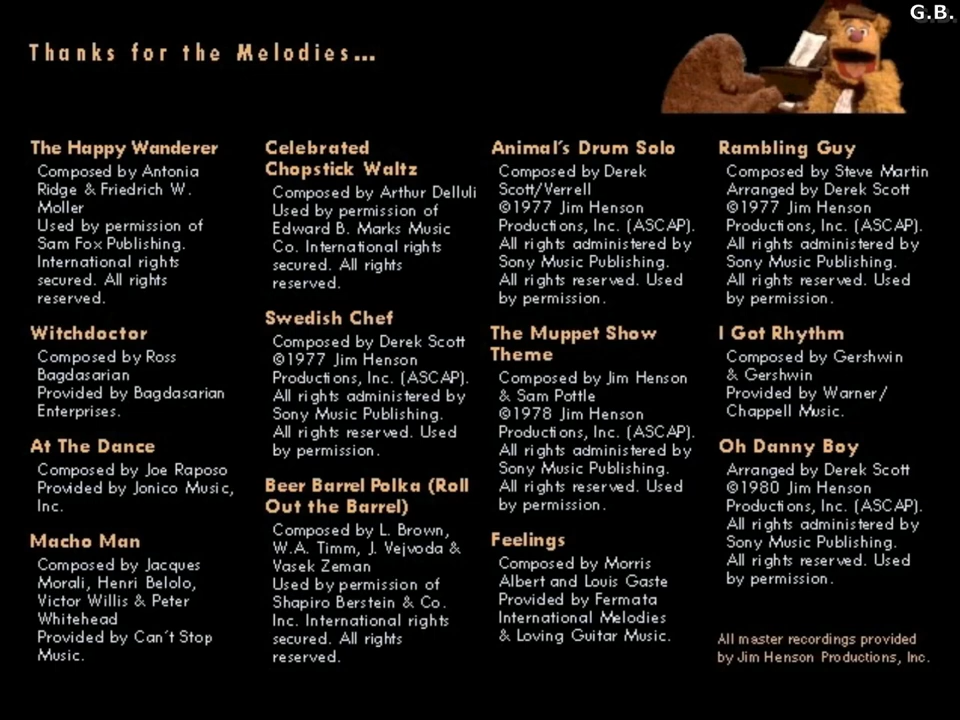 G.B.
Thanks for the Melodies...
The Happy Wanderer
Composed by Antonia
Ridge & Friedrich W.
Moller
Used by permission of
Sam Fox Publishing.
International rights
secured. All rights
reserved.
Witchdoctor
Composed by Ross
Bagdasarian
Provided by Bagdasarian
Enterprises.
At The Dance
Composed by Joe Raposo
Provided by Jonico Music,
Inc.
Macho Man
Composed by Jacques
Morali, Henri Belolo,
Victor Willis & Peter
Whitehead
Provided by Can't Stop
Music.
Celebrated
Chopstick Waltz
Composed by Arthur Delluli
Used by permission of
Edward B. Marks Music
Co. International rights
secured. All rights
reserved.
Swedish Chef
Composed by Derek Scott
©1977 Jim Henson
Productions, Inc. (ASCAP).
All rights administered by
Sony Music Publishing.
All rights reserved. Used
by permission.
Beer Barrel Polka (Roll
Out the Barrel)
Composed by L. Brown,
W.A. Timm, J. Vejvoda &
Vasek Zeman
Used by permission of
Shapiro Berstein & Co.
Inc. International rights
secured. All rights
reserved.
Animal's Drum Solo
Composed by Derek
Scott/Verrell
©1977 Jim Henson
Productions, Inc. (ASCAP).
All rights administered by
Sony Music Publishing.
All rights reserved. Used
by permission.
The Muppet Show
Theme
Composed by Jim Henson
& Sam Pottle
©1978 Jim Henson
Productions, Inc. (ASCAP).
All rights administered by
Sony Music Publishing.
All rights reserved. Used
by permission.
Feelings
Composed by Morris
Albert and Louis Gaste
Provided by Fermata
International Melodies
& Loving Guitar Music.
Rambling Guy
Composed by Steve Martin
Arranged by Derek Scott
©1977 Jim Henson
Productions, Inc. (ASCAP).
All rights administered by
Sony Music Publishing.
All rights reserved. Used
by permission.
I Got Rhythm
Composed by Gershwin
& Gershwin
Provided by Warner/
Chappell Music.
Oh Danny Boy
Arranged by Derek Scott
©1980 Jim Henson
Productions, Inc. (ASCAP).
All rights administered by
Sony Music Publishing.
All rights reserved. Used
by permission.
All master recordings provided
by Jim Henson Productions, Inc.